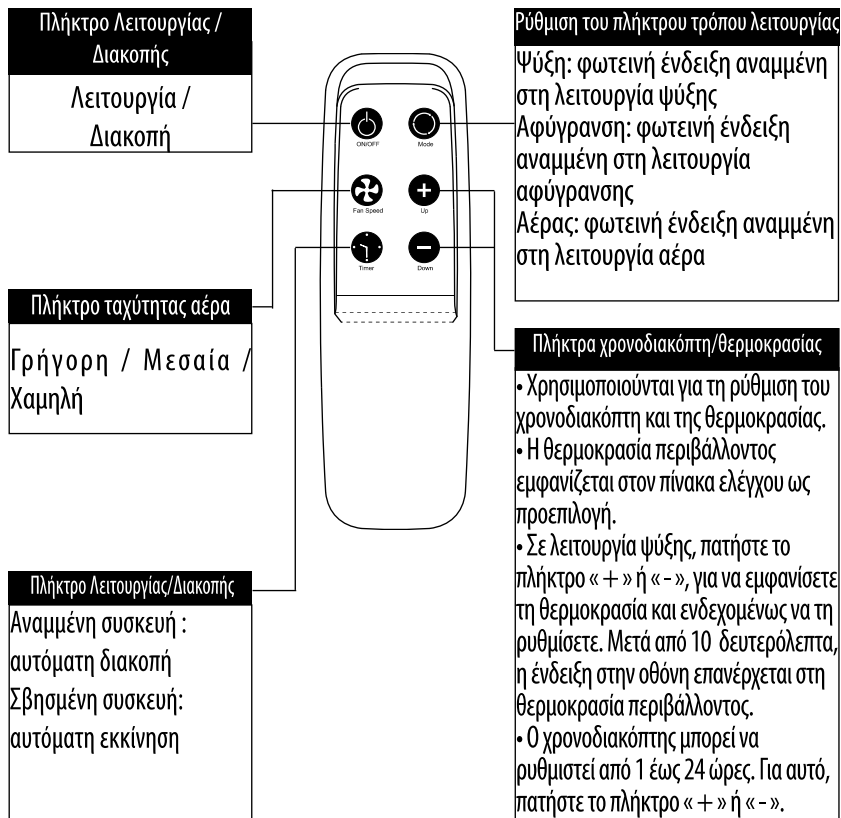 Πλήκτρο Λειτουργίας /
Διακοπής
Λειτουργία /
Διακοπή
Πλήκτρο ταχύτητας αέρα
Γρήγορη / Μεσαία /
Χαμηλή
Πλήκτρο Λειτουργίας/Διακοπής
Αναμμένη συσκευή :
αυτόματη διακοπή
Σβησμένη συσκευή:
αυτόματη εκκίνηση
ON/OFF
Mode
Fan Speed
Up
Timer
Down
Ρύθμιση του πλήκτρου τρόπου λειτουργίας
Ψύξη: φωτεινή ένδειξη αναμμένη
στη λειτουργία ψύξης
Αφύγρανση: φωτεινή ένδειξη
αναμμένη στη λειτουργία
αφύγρανσης
Αέρας: φωτεινή ένδειξη αναμμένη
στη λειτουργία αέρα
Πλήκτρα χρονοδιακόπτη/θερμοκρασίας
• Χρησιμοποιούνται για τη ρύθμιση του
χρονοδιακόπτη και της θερμοκρασίας.
• Η θερμοκρασία περιβάλλοντος
εμφανίζεται στον πίνακα ελέγχου ως
προεπιλογή.
• Σε λειτουργία ψύξης, πατήστε το
πλήκτρο « + » ή « - », για να εμφανίσετε
τη θερμοκρασία και ενδεχομένως να τη
ρυθμίσετε. Μετά από 10 δευτερόλεπτα,
η ένδειξη στην οθόνη επανέρχεται στη
θερμοκρασία περιβάλλοντος.
• Ο χρονοδιακόπτης μπορεί να
ρυθμιστεί από 1 έως 24 ώρες. Για αυτό,
πατήστε το πλήκτρο « + » ή « - ».